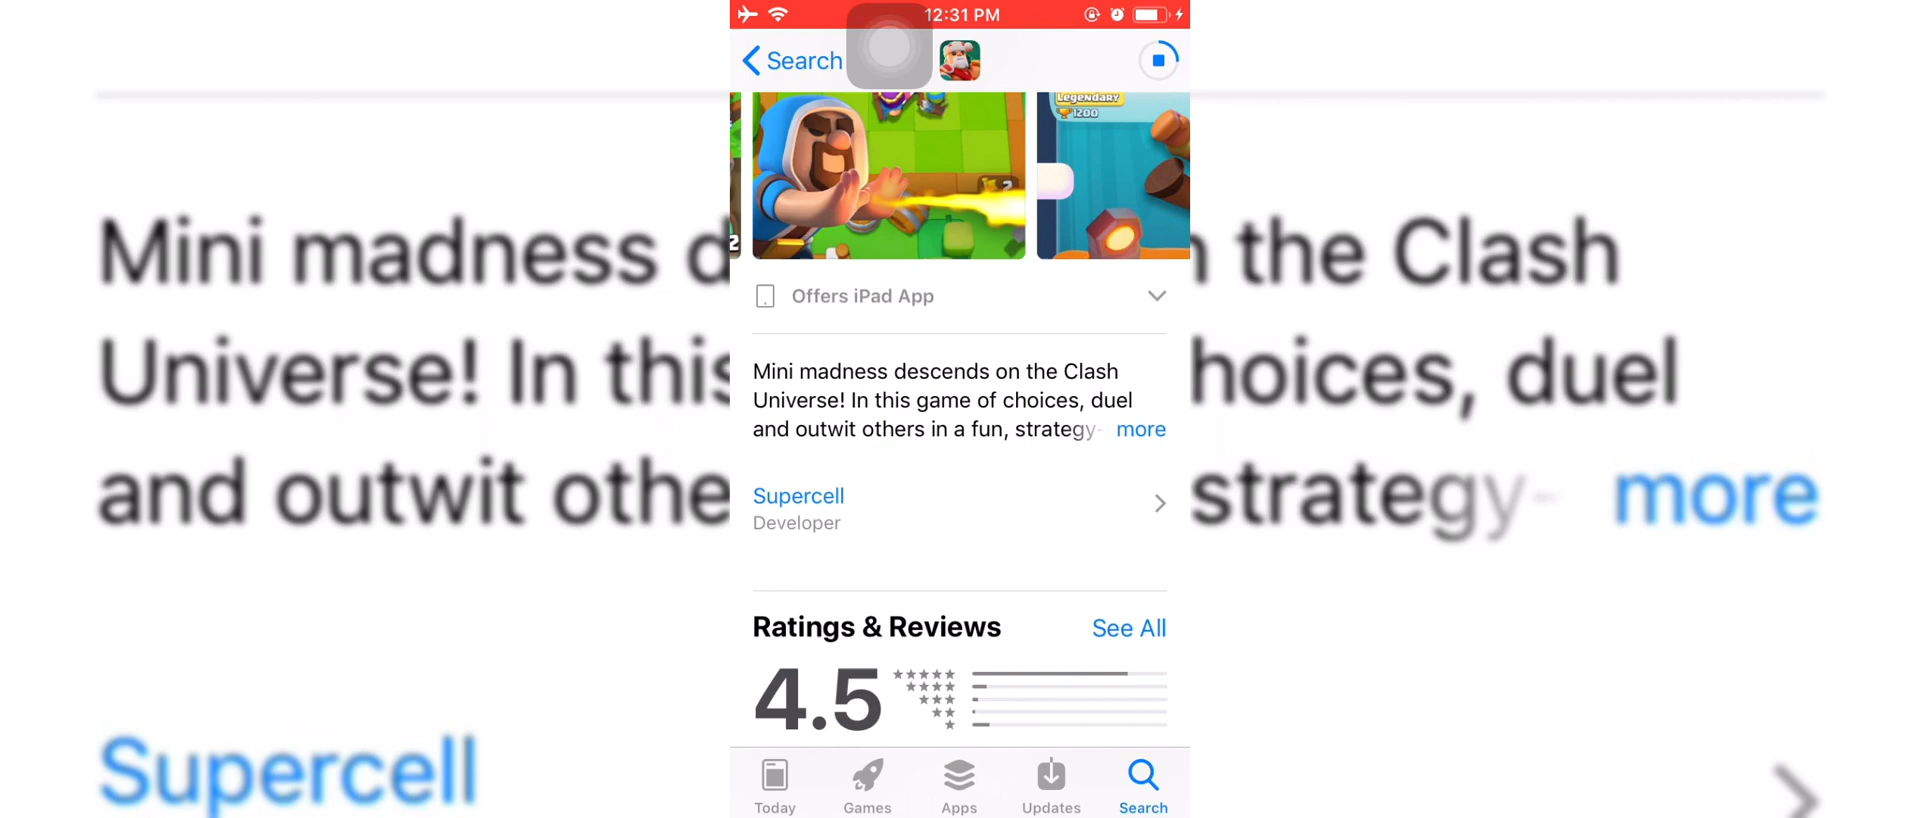 12:31 PM
Search
Legendary
1200
2
2
Offers iPad App
Mini madness descends on the Clash
Universe! In this game of choices, duel
and outwit others in a fun, strategy- more
Supercell
Developer
Ratings & Reviews See All
4.5
Today Games Apps Updates Search
Mini madness d
n the Clash
Universe! In this
hoices, duel
and outwit othe
strategy- more
Supercell